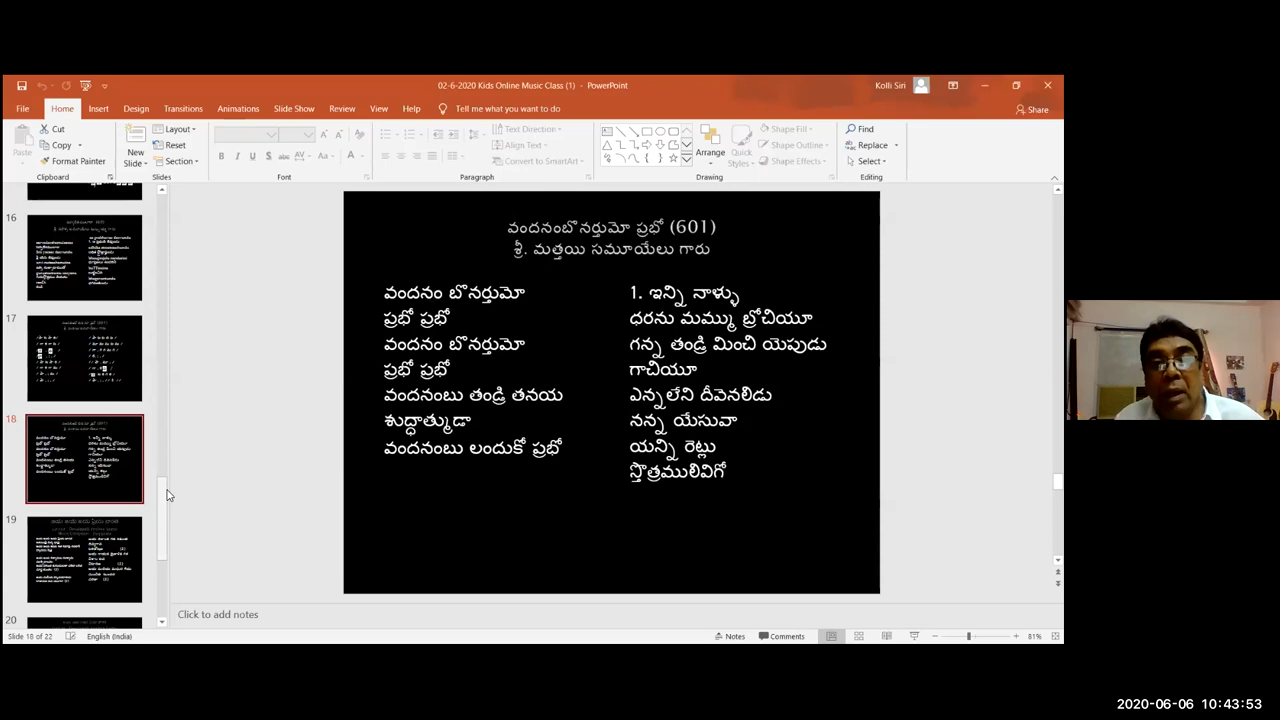 02-6-2020 Kids Online Music Class (1) - PowerPoint
Kolli Siri
File Home Insert Design Transitions Animations Slide Show Review View Help Tell me what you want to do
Share
Paste
Cut
Copy
Format Painter
Clipboard
New Slide
Layout
Reset
Section
Slides
Font
Text Direction
Align Text
Convert to SmartArt
Paragraph
Arrange
Quick Styles
Shape Fill
Shape Outline
Shape Effects
Drawing
Find
Replace
Select
Editing
16
17
18
19
20
వందనంబొనర్తుమో ప్రభో (601)
శ్రీ. మత్తయి సమూయేలు గారు
వందనం బొనర్తుమో
ప్రభో ప్రభో
వందనం బొనర్తుమో
ప్రభో ప్రభో
వందనంబు తండ్రి తనయ
శుద్ధాత్ముడా
వందనంబు లందుకో ప్రభో
1. ఇన్ని నాళ్ళు
ధరను మమ్ము బ్రోచియూ
గన్న తండ్రి మించి యెపుడు
గాచియూ
ఎన్నలేని దీవెనలిడు
నన్న యేసువా
యన్ని రెట్లు
స్తొత్రములివిగో
Click to add notes
Slide 18 of 22 English (India) Notes Comments 81%
2020-06-06 10:43:53